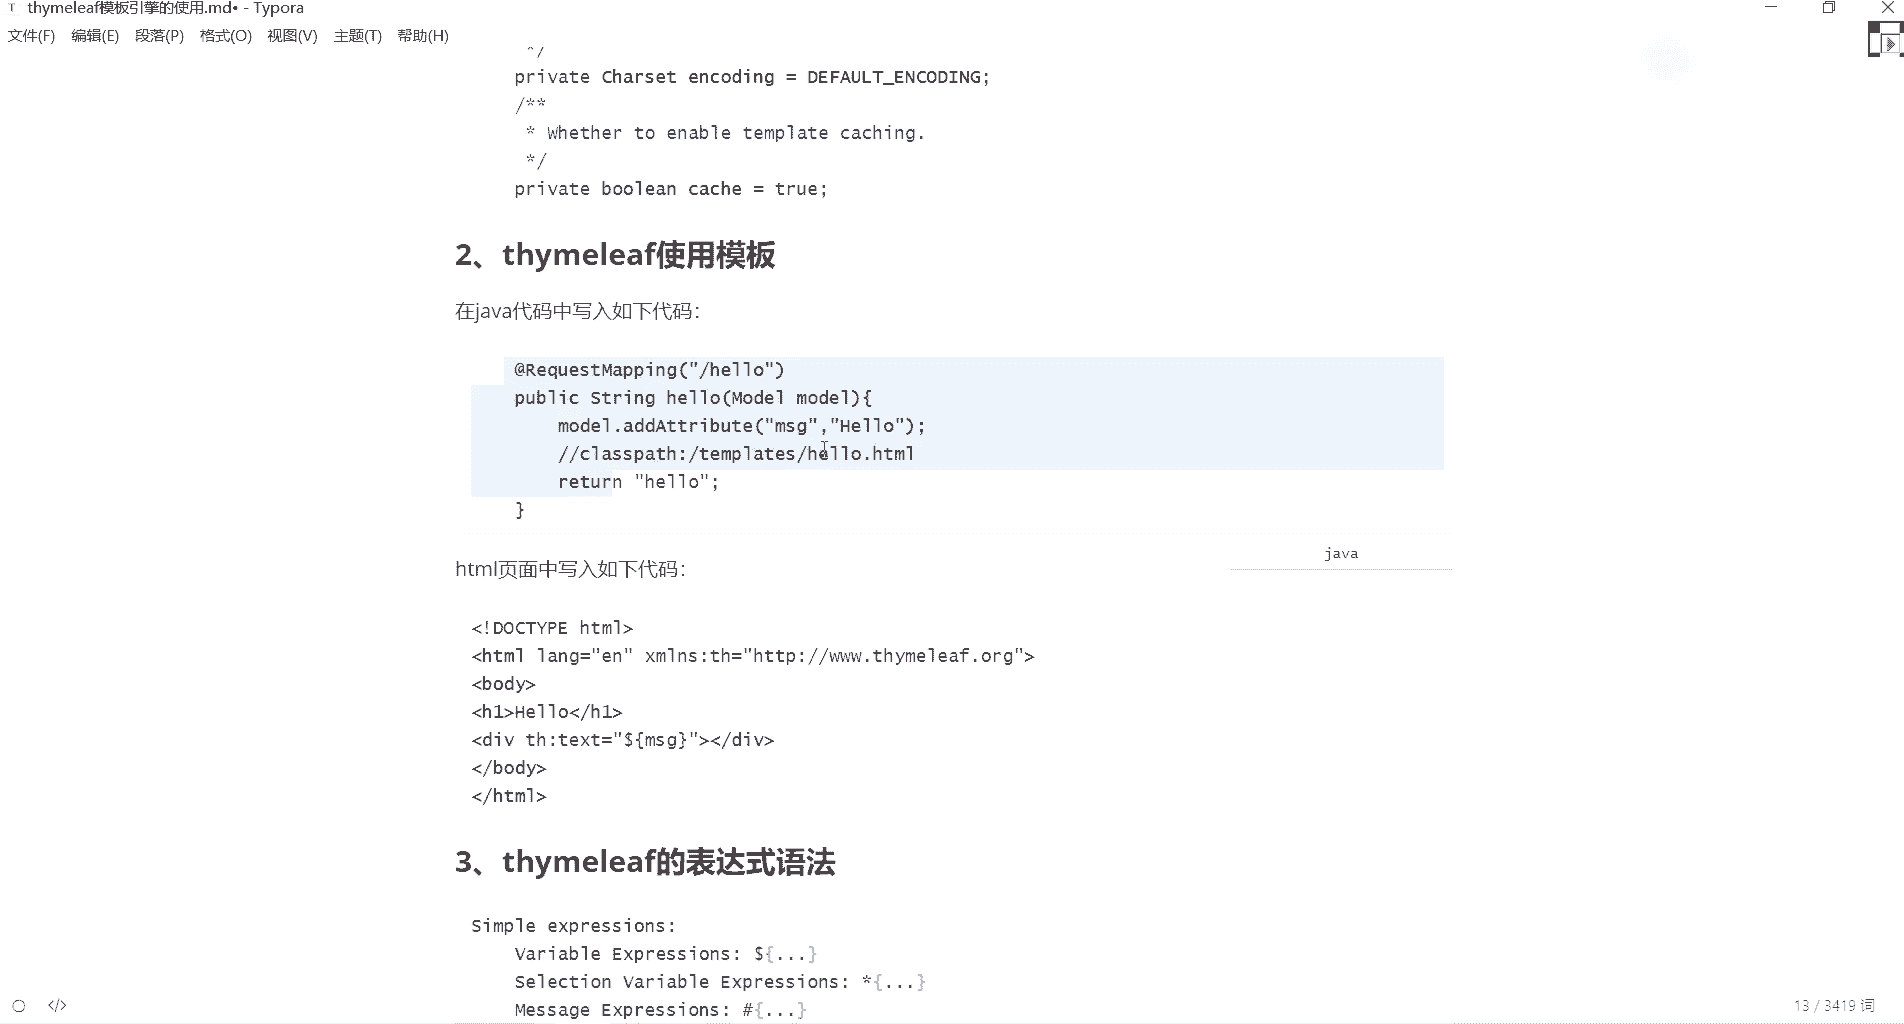 thymeleaf模板引擎的使用.md• - Typora
文件(F) 编辑(E) 段落(P) 格式(O) 视图(V) 主题(T) 帮助(H)
*/
private Charset encoding = DEFAULT_ENCODING;
/**
* Whether to enable template caching.
*/
private boolean cache = true;
2、thymeleaf使用模板
在java代码中写入如下代码：
@RequestMapping("/hello")
public String hello(Model model){
model.addAttribute("msg","Hello");
//classpath:/templates/hello.html
return "hello";
}
java
html页面中写入如下代码：
<!DOCTYPE html>
<html lang="en" xmlns:th="http://www.thymeleaf.org">
<body>
<h1>Hello</h1>
<div th:text="${msg}"></div>
</body>
</html>
3、thymeleaf的表达式语法
Simple expressions:
Variable Expressions: ${...}
Selection Variable Expressions: *{...}
Message Expressions: #{...}
13 / 3419 词